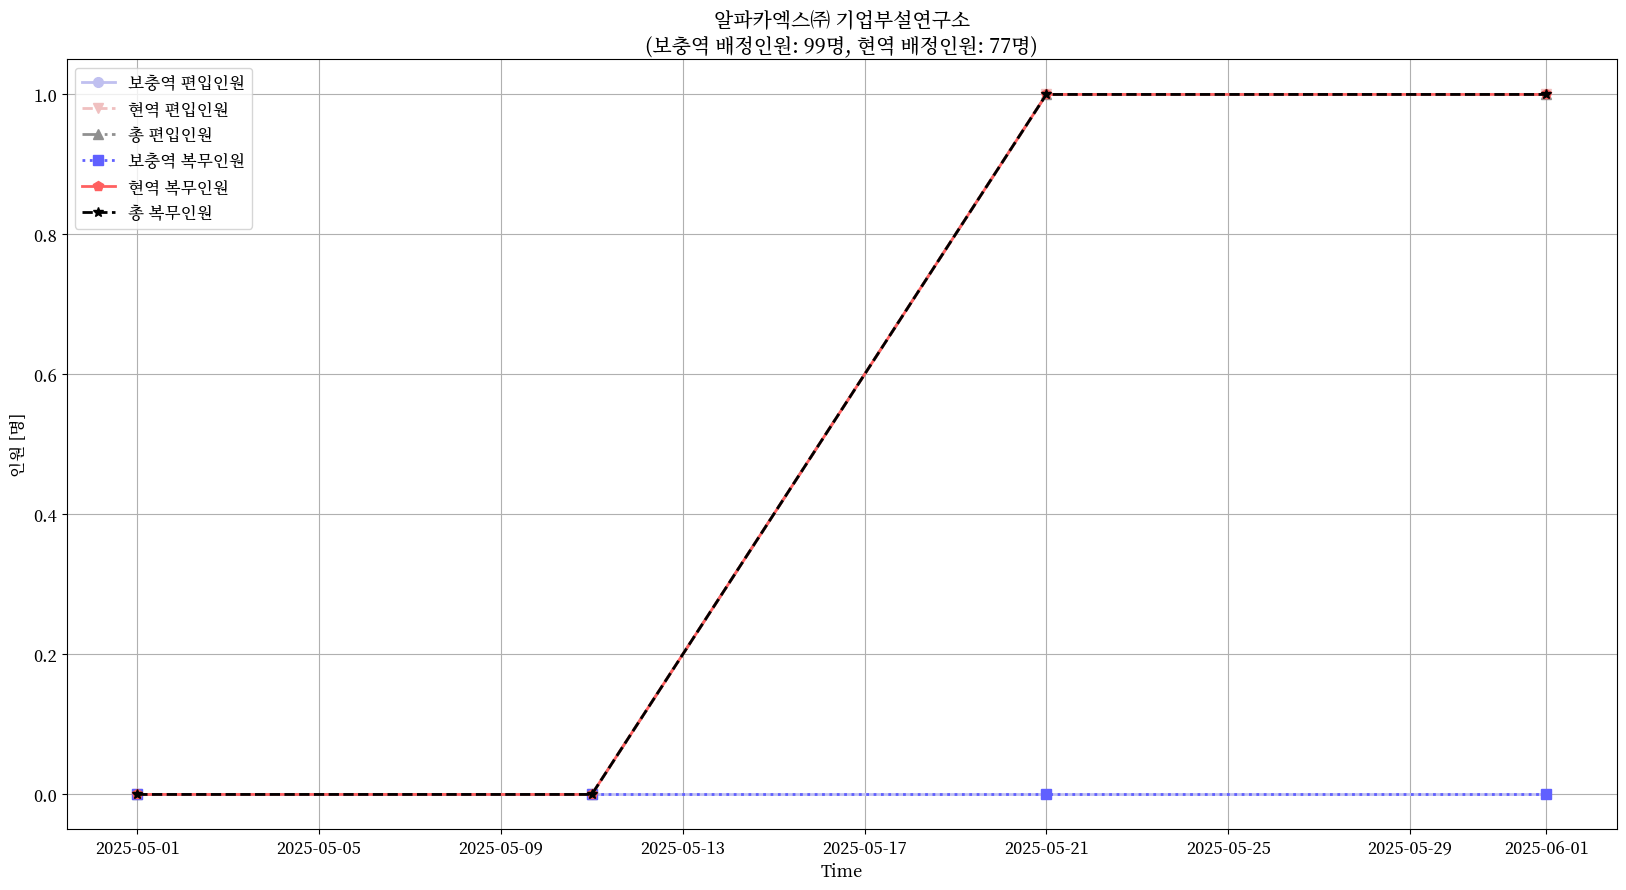 알파카엑스㈜ 기업부설연구소
(보충역 배정인원: 99명, 현역 배정인원: 77명)
보충역 편입인원
현역 편입인원
총 편입인원
보충역 복무인원
현역 복무인원
총 복무인원
1.0
0.8
0.6
0.4
0.2
0.0
인원 [명]
2025-05-01
2025-05-05
2025-05-09
2025-05-13
2025-05-17
2025-05-21
2025-05-25
2025-05-29
2025-06-01
Time